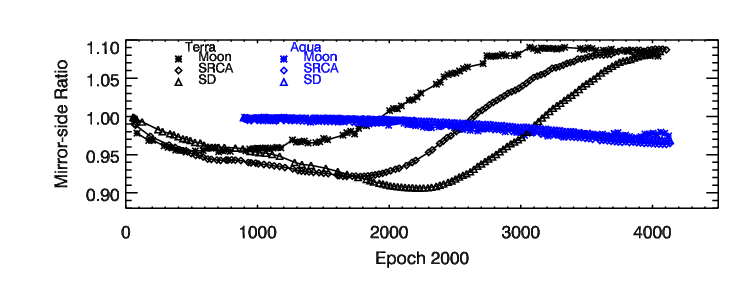 Terra Aqua
Moon Moon
SRCA SRCA
SD SD
1.10
1.05
1.00
0.95
0.90
Mirror-side Ratio
0 1000 2000 3000 4000
Epoch 2000